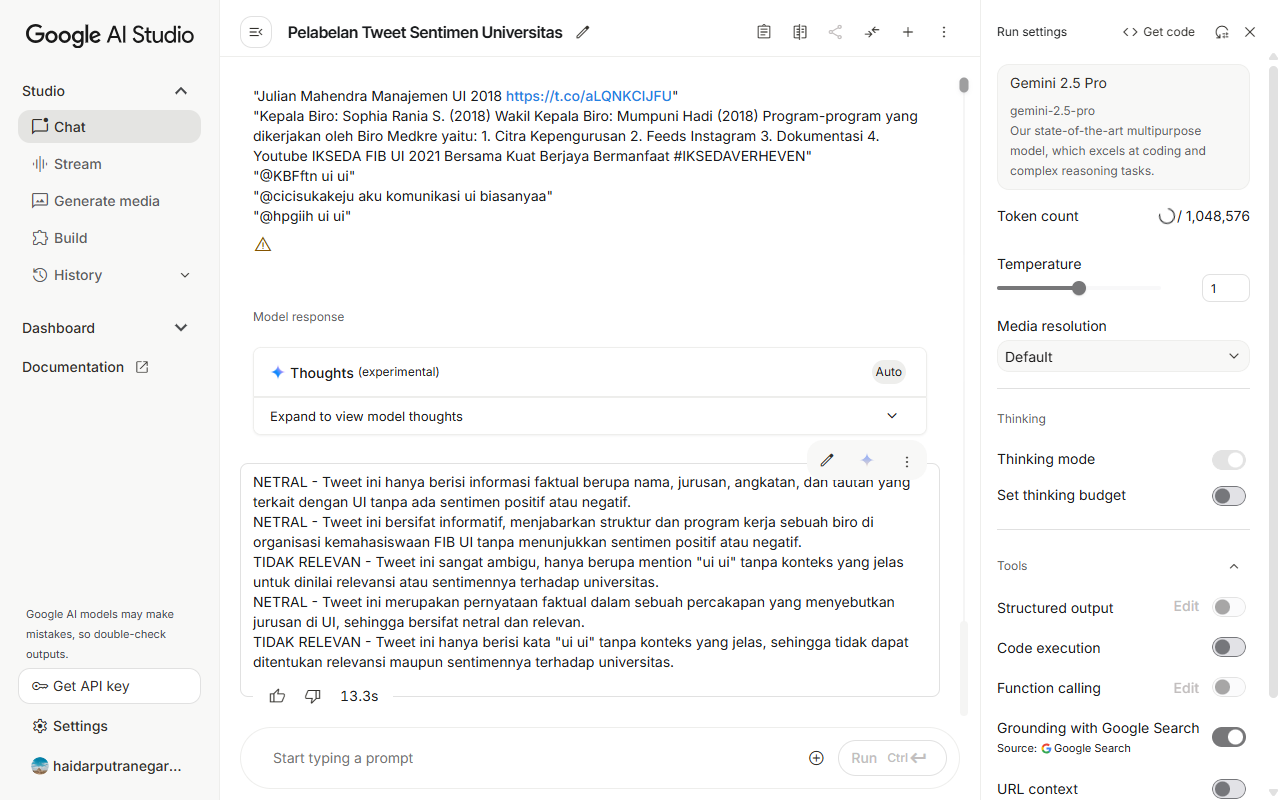 Google AI Studio
Studio
Chat
Stream
Generate media
Build
History
Dashboard
Documentation
Google AI models may make
mistakes, so double-check
outputs.
Get API key
Settings
haidarputranegar...
Pelabelan Tweet Sentimen Universitas
"Julian Mahendra Manajemen UI 2018 https://t.co/aLQNKCIJFU"
"Kepala Biro: Sophia Rania S. (2018) Wakil Kepala Biro: Mumpuni Hadi (2018) Program-program yang
dikerjakan oleh Biro Medkre yaitu: 1. Citra Kepengurusan 2. Feeds Instagram 3. Dokumentasi 4.
Youtube IKSEDA FIB UI 2021 Bersama Kuat Berjaya Bermanfaat #IKSEDAVERHEVEN"
"@KBFftn ui ui"
"@cicisukakeju aku komunikasi ui biasanyaa"
"@hpgiih ui ui"
Model response
Thoughts (experimental)
Auto
Expand to view model thoughts
NETRAL - Tweet ini hanya berisi informasi faktual berupa nama, jurusan, angkatan, dan tautan yang
terkait dengan UI tanpa ada sentimen positif atau negatif.
NETRAL - Tweet ini bersifat informatif, menjabarkan struktur dan program kerja sebuah biro di
organisasi kemahasiswaan FIB UI tanpa menunjukkan sentimen positif atau negatif.
TIDAK RELEVAN - Tweet ini sangat ambigu, hanya berupa mention "ui ui" tanpa konteks yang jelas
untuk dinilai relevansi atau sentimennya terhadap universitas.
NETRAL - Tweet ini merupakan pernyataan faktual dalam sebuah percakapan yang menyebutkan
jurusan di UI, sehingga bersifat netral dan relevan.
TIDAK RELEVAN - Tweet ini hanya berisi kata "ui ui" tanpa konteks yang jelas, sehingga tidak dapat
ditentukan relevansi maupun sentimennya terhadap universitas.
13.3s
Start typing a prompt
Run Ctrl
Run settings
Get code
Gemini 2.5 Pro
gemini-2.5-pro
Our state-of-the-art multipurpose
model, which excels at coding and
complex reasoning tasks.
Token count
/ 1,048,576
Temperature
1
Media resolution
Default
Thinking
Thinking mode
Set thinking budget
Tools
Structured output
Edit
Code execution
Function calling
Edit
Grounding with Google Search
Source: Google Search
URL context